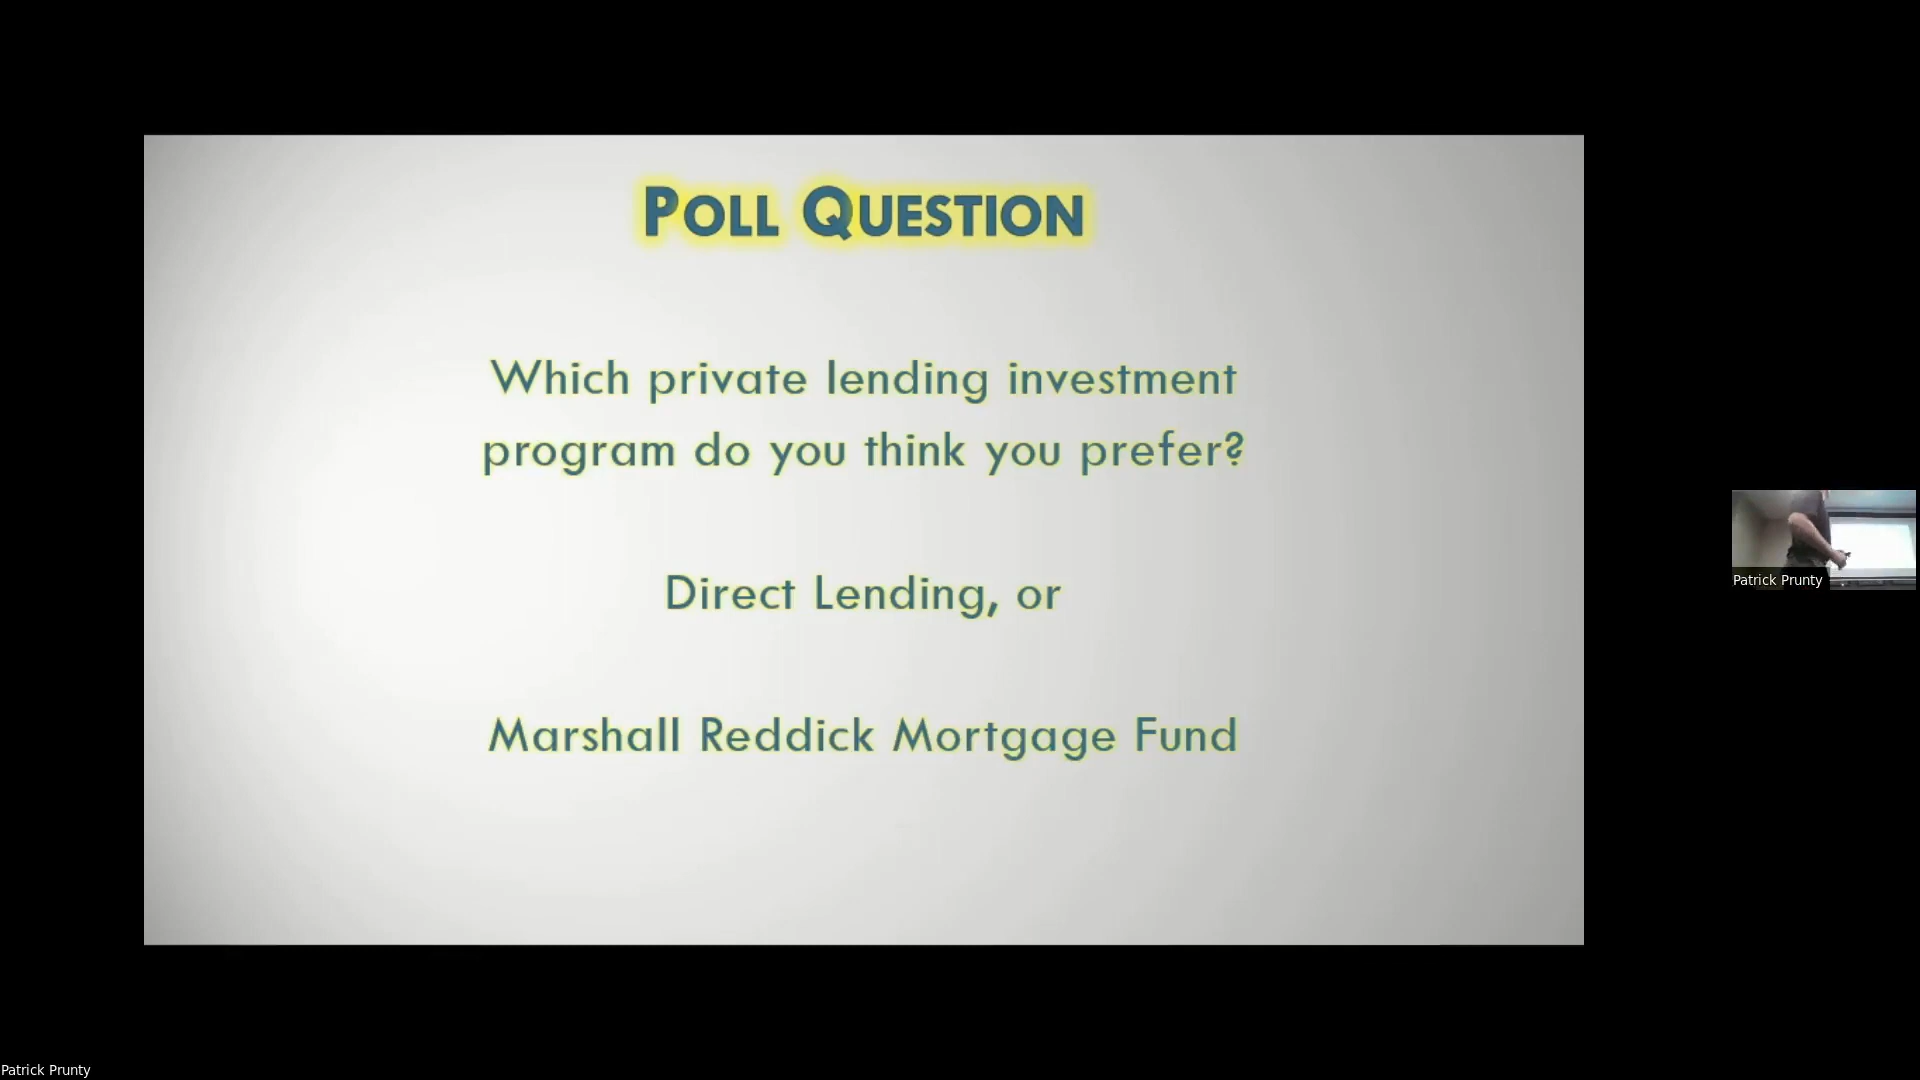 POLL QUESTION
Which private lending investment
program do you think you prefer?
Direct Lending, or
Marshall Reddick Mortgage Fund
Patrick Prunty
Patrick Prunty